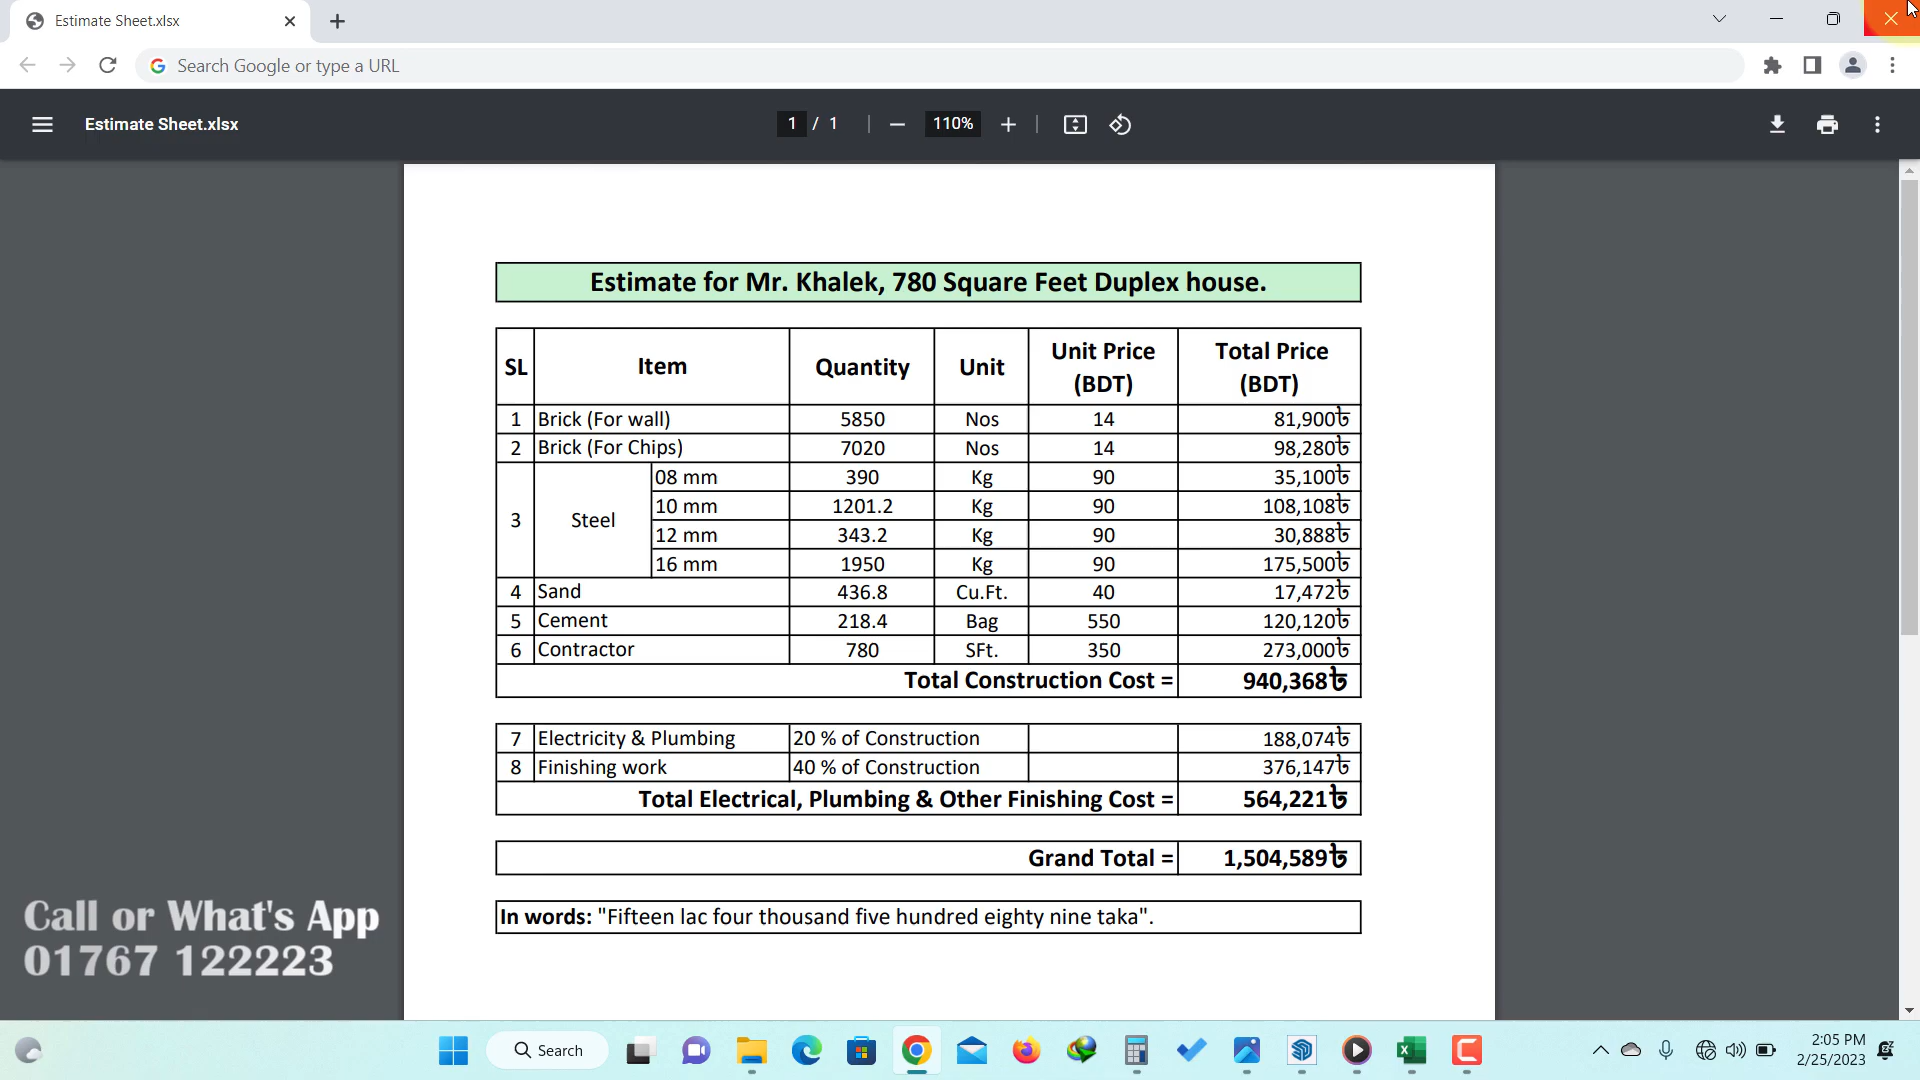 Estimate Sheet.xlsx
Search Google or type a URL
Estimate Sheet.xlsx
1 / 1
110%
Estimate for Mr. Khalek, 780 Square Feet Duplex house.
SL Item Quantity Unit Unit Price (BDT) Total Price (BDT)
1 Brick (For wall) 5850 Nos 14 81,900৳
2 Brick (For Chips) 7020 Nos 14 98,280৳
3 Steel
08 mm 390 Kg 90 35,100৳
10 mm 1201.2 Kg 90 108,108৳
12 mm 343.2 Kg 90 30,888৳
16 mm 1950 Kg 90 175,500৳
4 Sand 436.8 Cu.Ft. 40 17,472৳
5 Cement 218.4 Bag 550 120,120৳
6 Contractor 780 SFt. 350 273,000৳
Total Construction Cost = 940,368৳
7 Electricity & Plumbing 20 % of Construction 188,074৳
8 Finishing work 40 % of Construction 376,147৳
Total Electrical, Plumbing & Other Finishing Cost = 564,221৳
Grand Total = 1,504,589৳
In words: "Fifteen lac four thousand five hundred eighty nine taka".
Call or What's App
01767 122223
Search
2:05 PM
2/25/2023